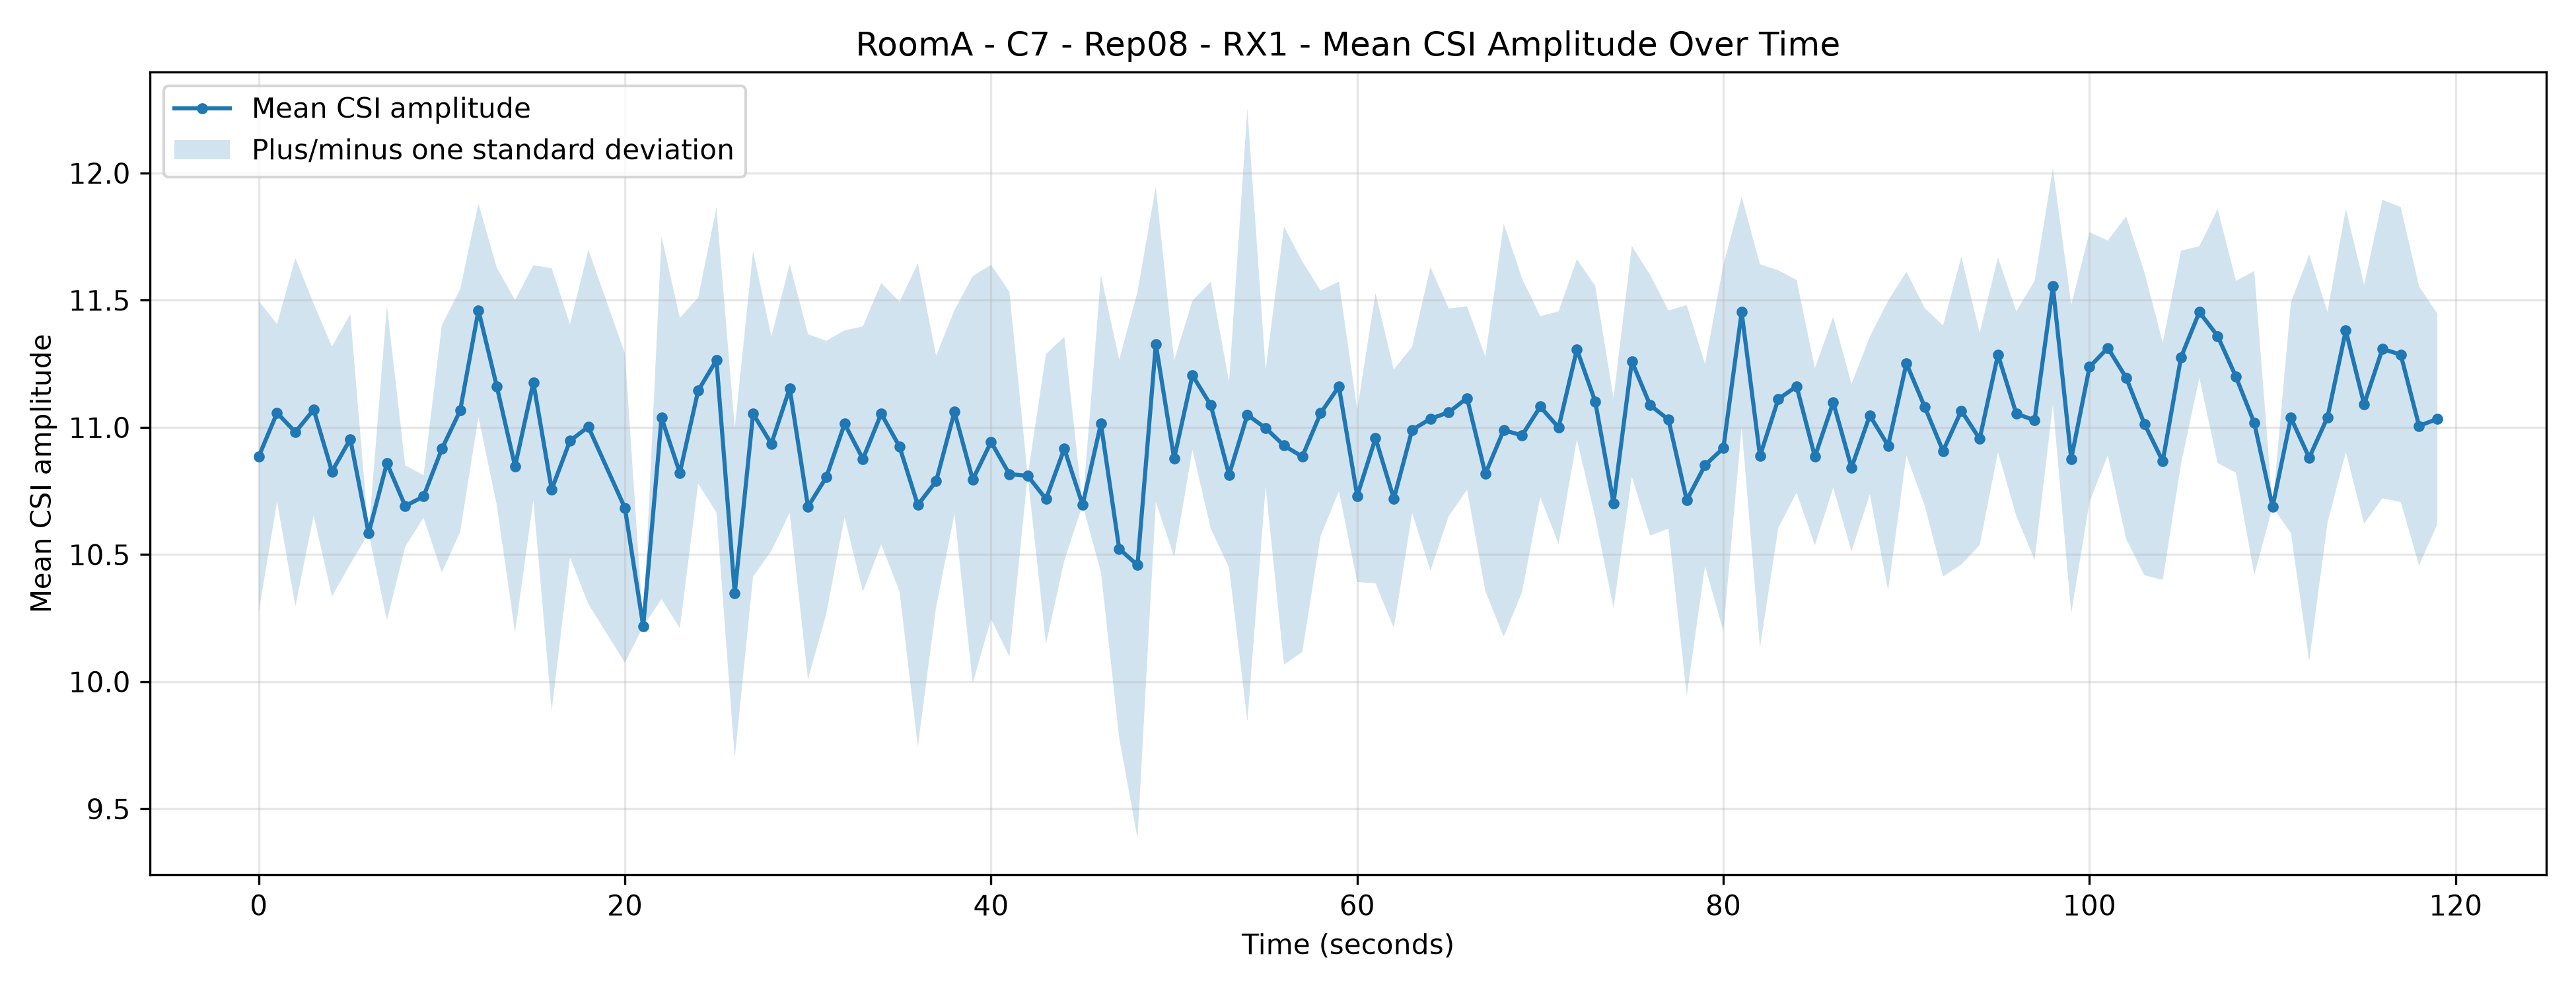 RoomA - C7 - Rep08 - RX1 - Mean CSI Amplitude Over Time
Mean CSI amplitude
Plus/minus one standard deviation
12.0
11.5
11.0
10.5
10.0
9.5
Mean CSI amplitude
0 20 40 60 80 100 120
Time (seconds)